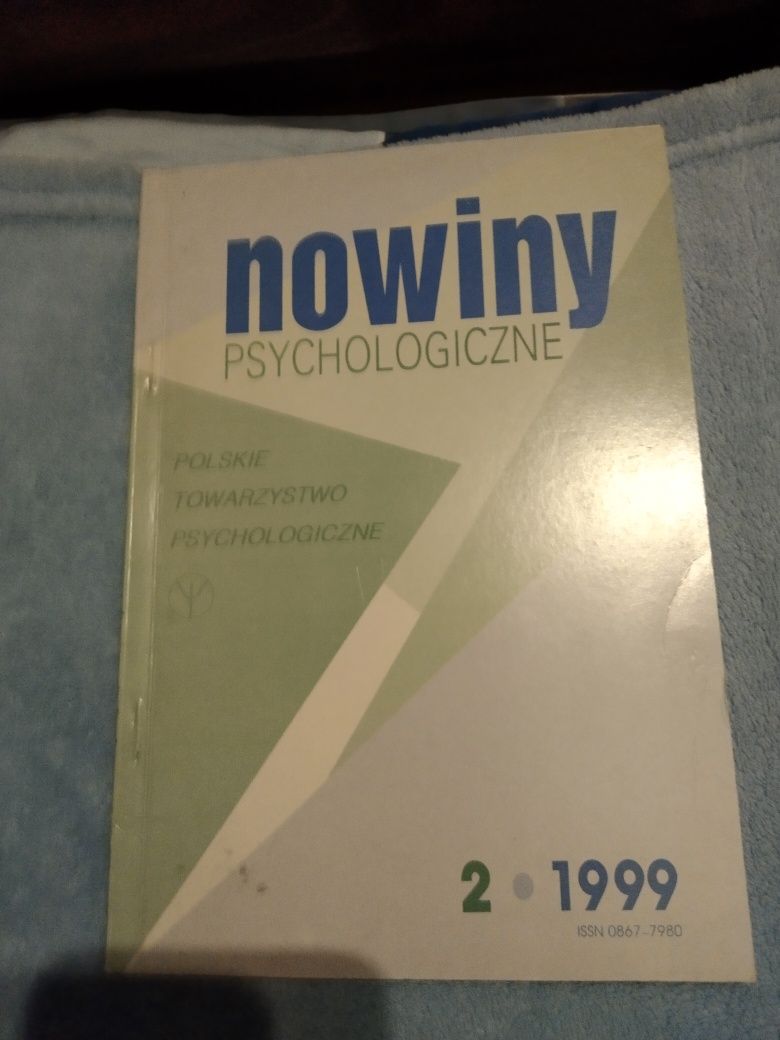 nowiny
PSYCHOLOGICZNE
POLSKIE
TOWARZYSTWO
PSYCHOLOGICZNE
2 • 1999
ISSN 0867-7980